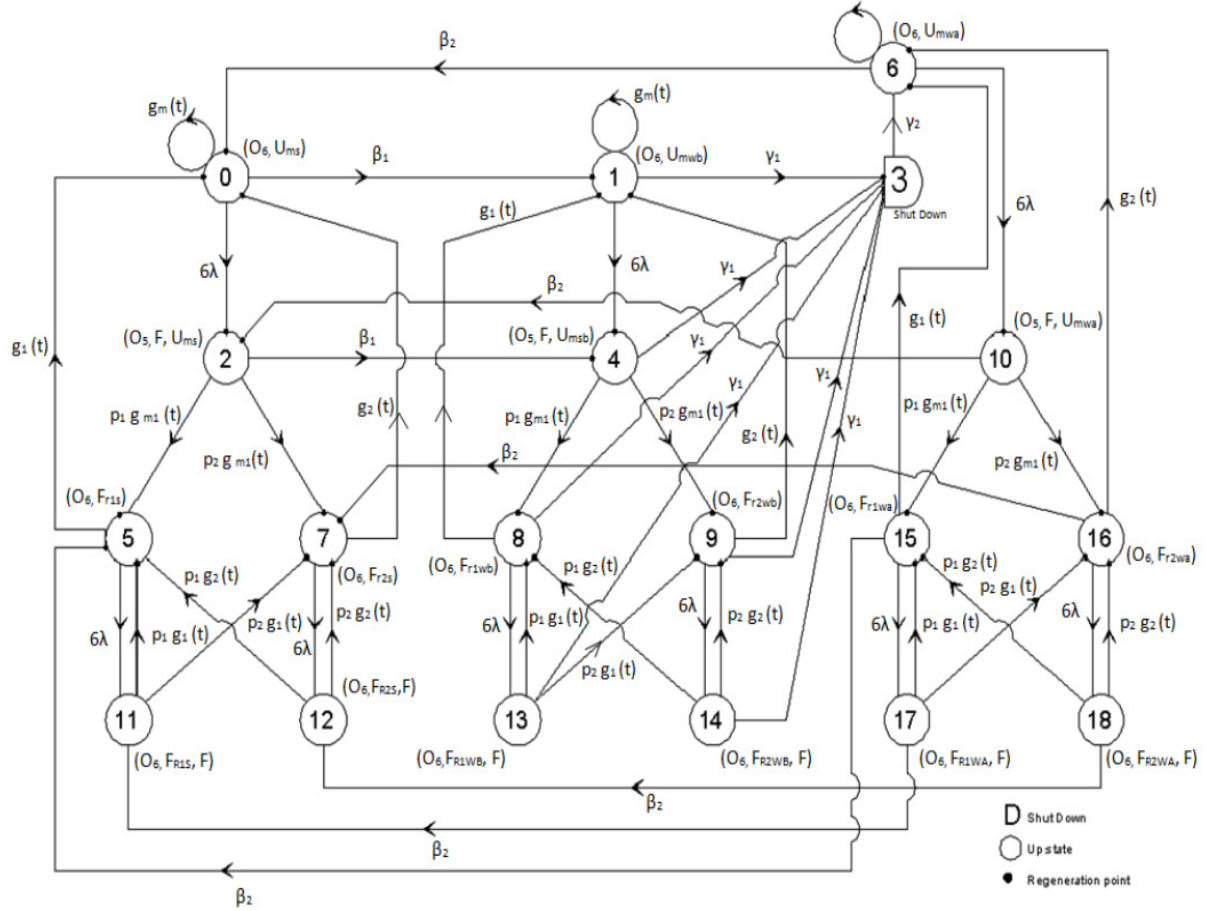 (O₆, Uₘwₐ)
β₂
6
gₘ(t)
gₘ(t)
γ₂
(O₆, Uₘₛ)
(O₆, Uₘwb)
β₁
γ₁
0
1
3
Shut Down
g₁(t)
g₂(t)
6λ
6λ
6λ
γ₁
β₂
g₁(t)
(O₅, F, Uₘₛ)
(O₅, F, Uₘₛb)
(O₅, F, Uₘwₐ)
g₁(t)
β₁
γ₁
2
4
10
γ₁
γ₁
g₂(t)
p₁ gₘ₁(t)
p₁ gₘ₁(t)
p₂ gₘ₁(t)
p₁ gₘ₁(t)
γ₁
g₂(t)
p₂ gₘ₁(t)
p₂ gₘ₁(t)
β₂
(O₆, Fᵣ₁ₛ)
(O₆, Fᵣ₂wb)
(O₆, Fᵣ₁wₐ)
5
7
8
9
15
16
(O₆, Fᵣ₂ₛ)
(O₆, Fᵣ₁wb)
(O₆, Fᵣ₂wₐ)
p₁ g₂(t)
p₁ g₂(t)
p₁ g₂(t)
p₂ g₁(t)
6λ
p₁ g₁(t)
p₂ g₁(t)
6λ
p₂ g₂(t)
6λ
p₁ g₁(t)
6λ
p₂ g₂(t)
6λ
p₁ g₁(t)
6λ
p₂ g₂(t)
p₂ g₁(t)
(O₆, F_R2S, F)
11
12
13
14
17
18
(O₆, F_R1S, F)
(O₆, F_R1WB, F)
(O₆, F_R2WB, F)
(O₆, F_R1WA, F)
(O₆, F_R2WA, F)
β₂
β₂
β₂
D Shut Down
Up state
Regeneration point